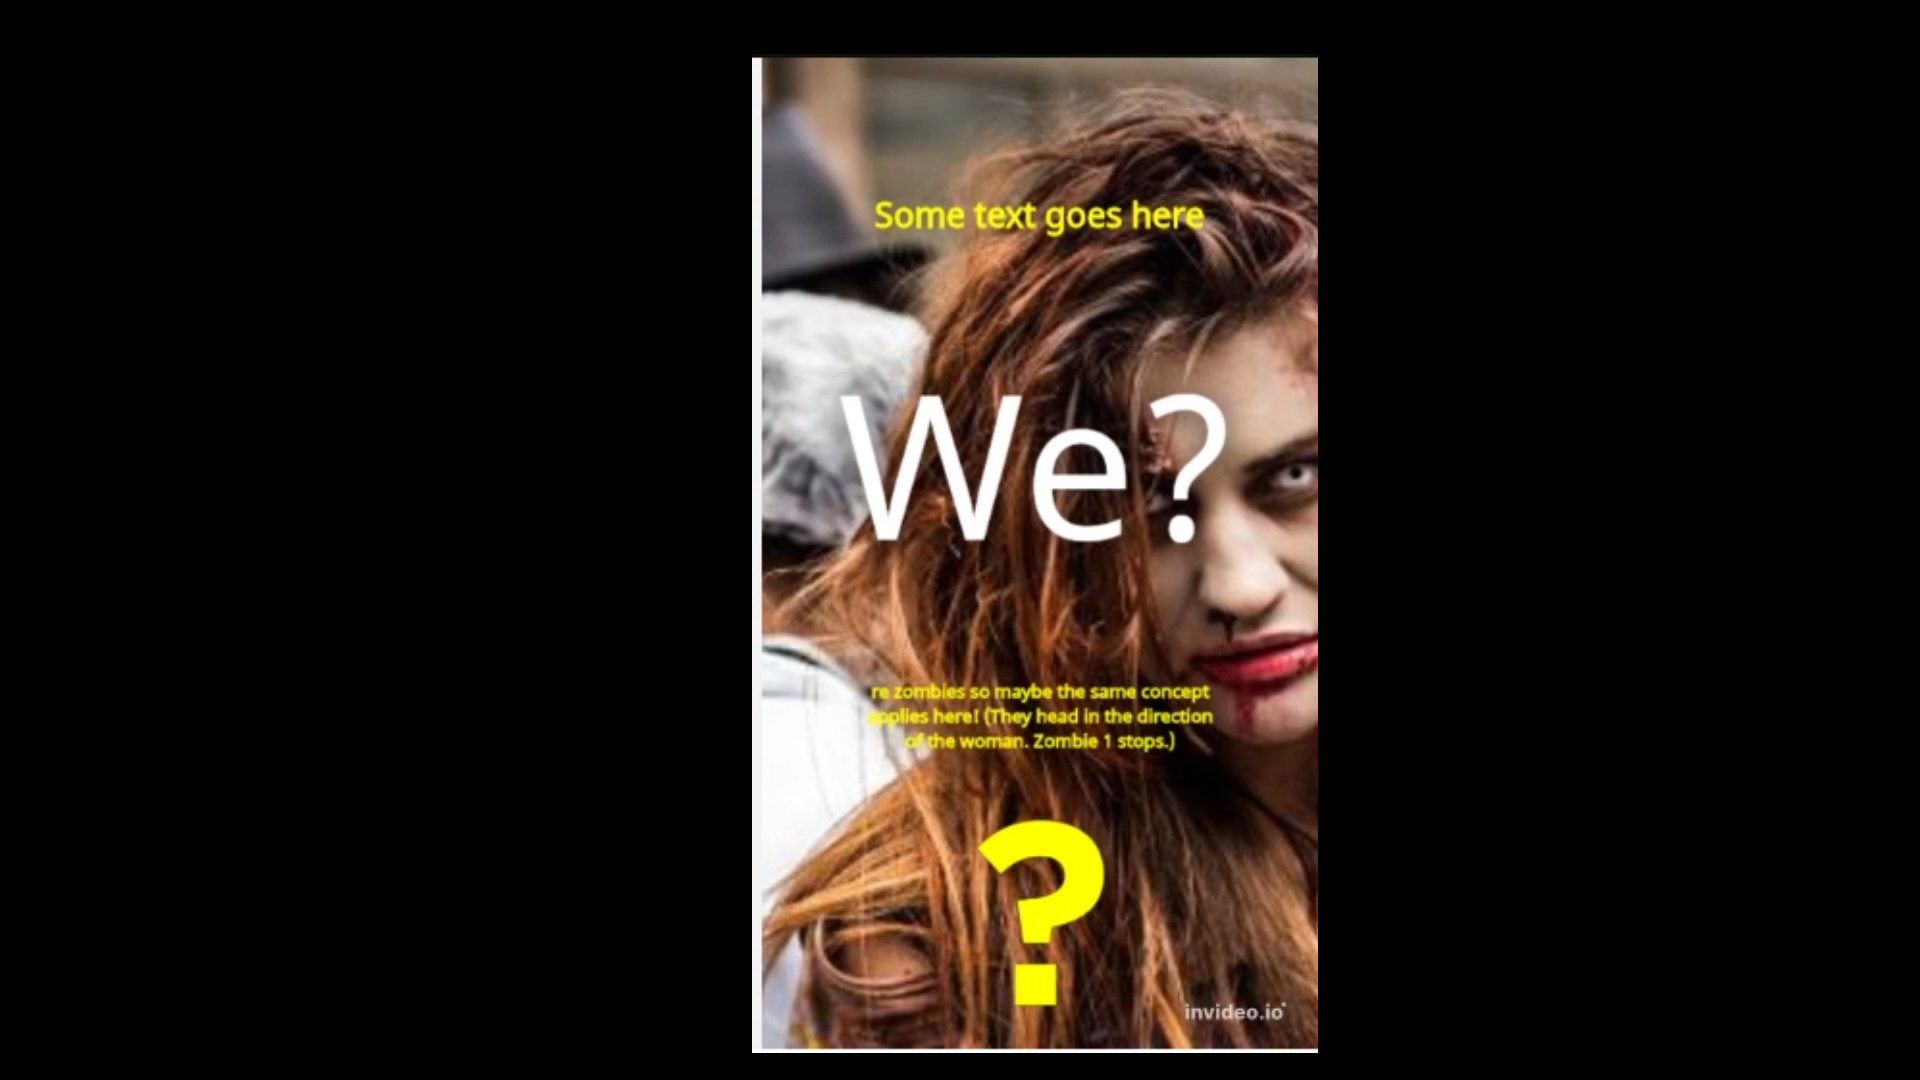 Some text goes here
We?
re zombies so maybe the same concept
applies here! (They head in the direction
of the woman. Zombie 1 stops.)
?
invideo.io